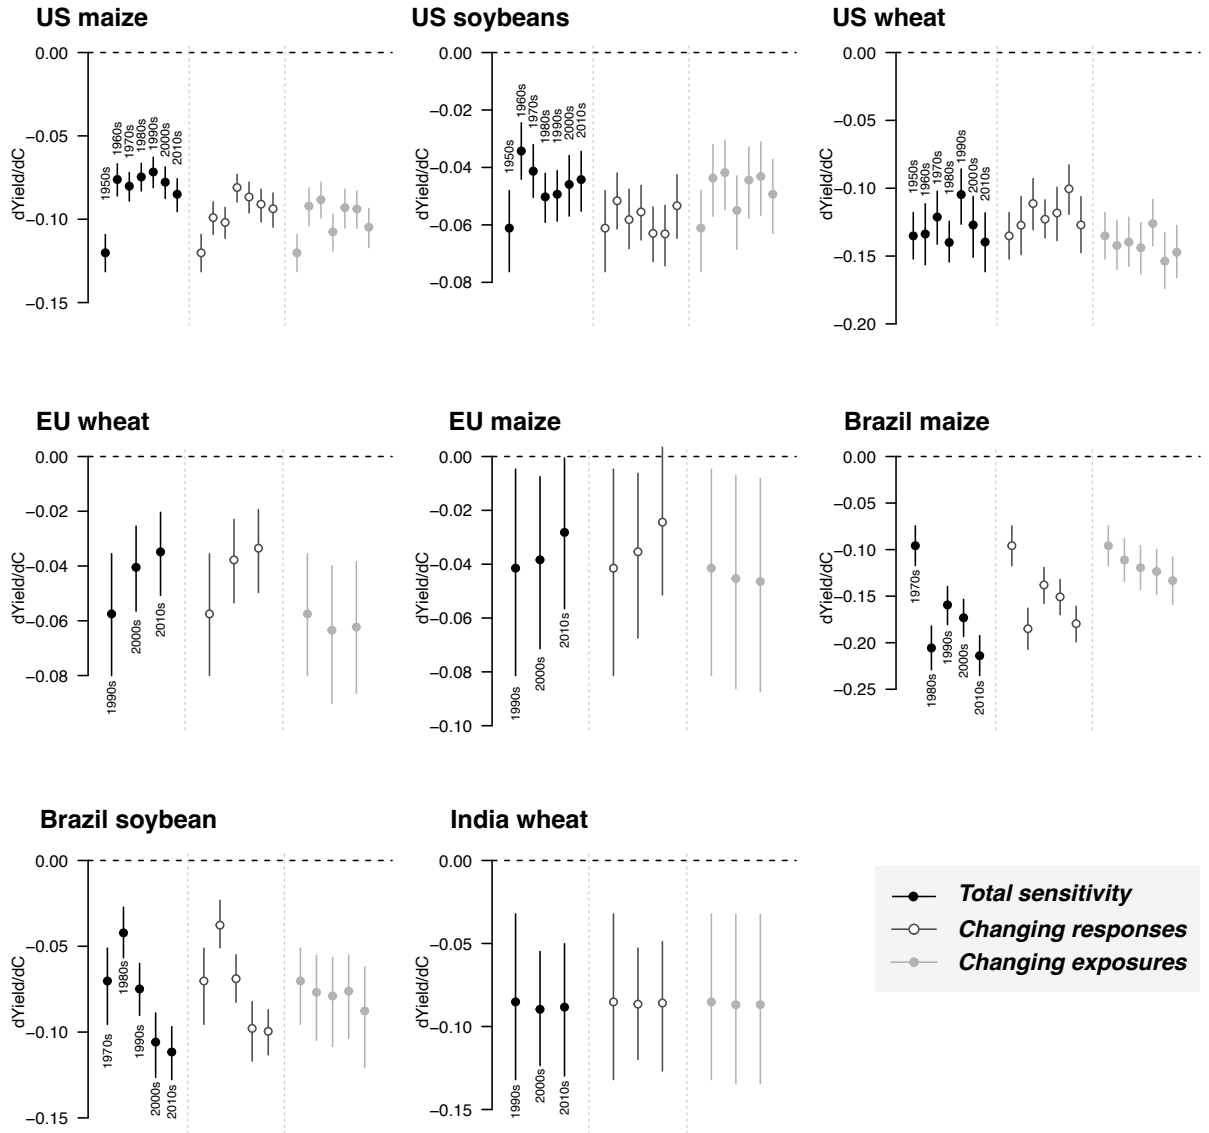 US maize
0.00
−0.05
−0.10
−0.15
dYield/dC
1950s
1960s
1970s
1980s
1990s
2000s
2010s
US soybeans
0.00
−0.02
−0.04
−0.06
−0.08
dYield/dC
1950s
1960s
1970s
1980s
1990s
2000s
2010s
US wheat
0.00
−0.05
−0.10
−0.15
−0.20
dYield/dC
1950s
1960s
1970s
1980s
1990s
2000s
2010s
EU wheat
0.00
−0.02
−0.04
−0.06
−0.08
dYield/dC
1990s
2000s
2010s
EU maize
0.00
−0.02
−0.04
−0.06
−0.08
−0.10
dYield/dC
1990s
2000s
2010s
Brazil maize
0.00
−0.05
−0.10
−0.15
−0.20
−0.25
dYield/dC
1970s
1980s
1990s
2000s
2010s
Brazil soybean
0.00
−0.05
−0.10
−0.15
dYield/dC
1970s
1980s
1990s
2000s
2010s
India wheat
0.00
−0.05
−0.10
−0.15
dYield/dC
1990s
2000s
2010s
Total sensitivity
Changing responses
Changing exposures